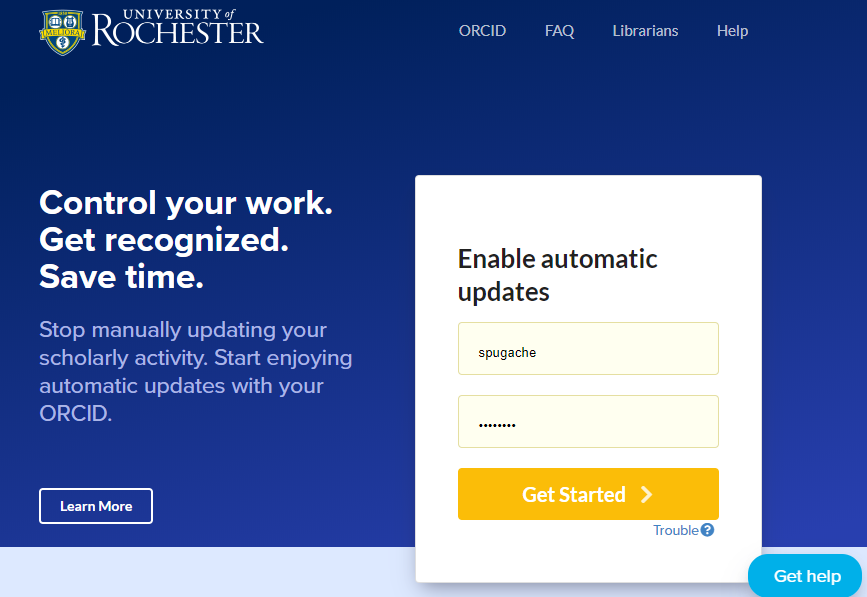 UNIVERSITY of
ROCHESTER
MELIORA
ORCID FAQ Librarians Help
Control your work.
Get recognized.
Save time.
Stop manually updating your
scholarly activity. Start enjoying
automatic updates with your
ORCID.
Learn More
Enable automatic
updates
spugache
••••••••
Get Started
Trouble?
Get help